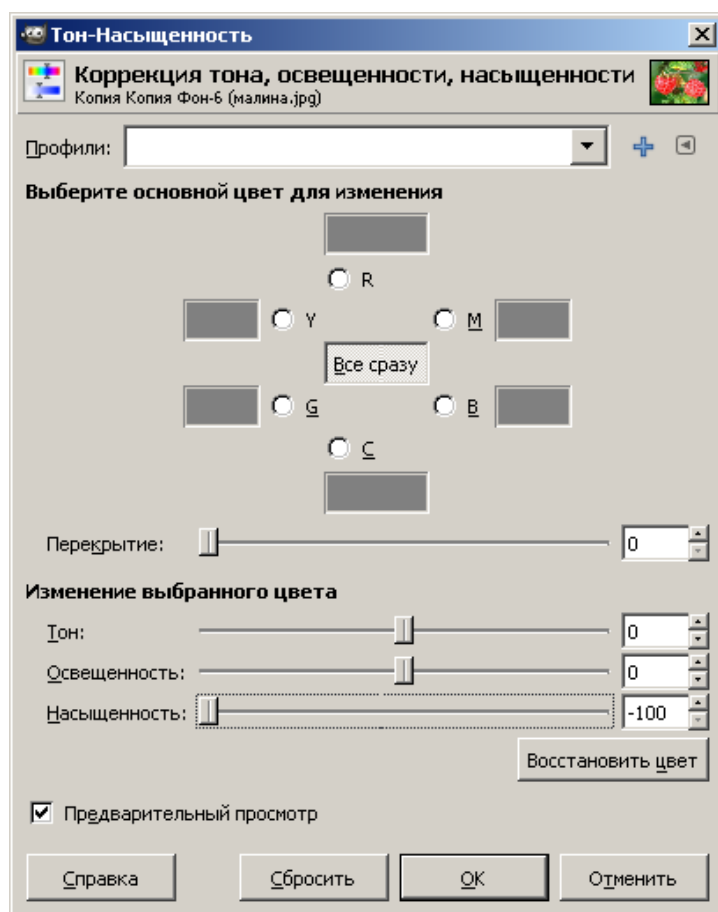 Тон-Насыщенность
Коррекция тона, освещенности, насыщенности
Копия Копия Фон-6 (малина.jpg)
Профили:
Выберите основной цвет для изменения
R
Y M
Все сразу
G B
C
Перекрытие: 0
Изменение выбранного цвета
Тон: 0
Освещенность: 0
Насыщенность: -100
Восстановить цвет
Предварительный просмотр
Справка Сбросить OK Отменить